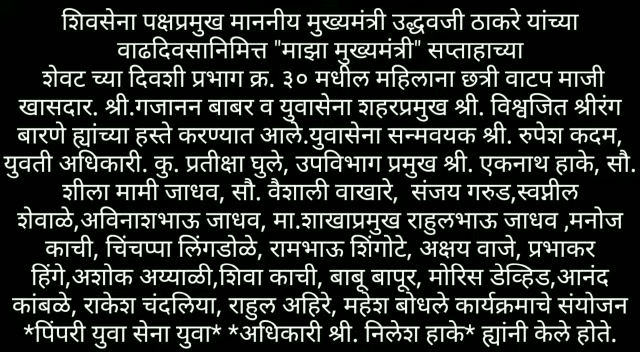 शिवसेना पक्षप्रमुख माननीय मुख्यमंत्री उद्धवजी ठाकरे यांच्या
वाढदिवसानिमित्त "माझा मुख्यमंत्री" सप्ताहाच्या
शेवट च्या दिवशी प्रभाग क्र. ३० मधील महिलाना छत्री वाटप माजी
खासदार. श्री.गजानन बाबर व युवासेना शहरप्रमुख श्री. विश्वजित श्रीरंग
बारणे ह्यांच्या हस्ते करण्यात आले.युवासेना सन्मवयक श्री. रुपेश कदम,
युवती अधिकारी. कु. प्रतीक्षा घुले, उपविभाग प्रमुख श्री. एकनाथ हाके, सौ.
शीला मामी जाधव, सौ. वैशाली वाखारे, संजय गरुड,स्वप्नील
शेवाळे,अविनाशभाऊ जाधव, मा.शाखाप्रमुख राहुलभाऊ जाधव ,मनोज
काची, चिंचप्पा लिंगडोळे, रामभाऊ शिंगोटे, अक्षय वाजे, प्रभाकर
हिंगे,अशोक अय्याळी,शिवा काची, बाबू बापूर, मोरिस डेव्हिड,आनंद
कांबळे, राकेश चंदलिया, राहुल अहिरे, महेश बोधले कार्यक्रमाचे संयोजन
*पिंपरी युवा सेना युवा* *अधिकारी श्री. निलेश हाके* ह्यांनी केले होते.